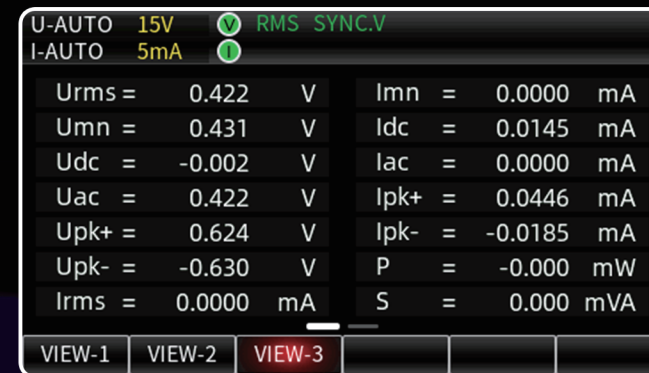 U-AUTO 15V V RMS SYNC.V
I-AUTO 5mA I
Urms = 0.422 V Imn = 0.0000 mA
Umn = 0.431 V Idc = 0.0145 mA
Udc = -0.002 V Iac = 0.0000 mA
Uac = 0.422 V Ipk+ = 0.0446 mA
Upk+ = 0.624 V Ipk- = -0.0185 mA
Upk- = -0.630 V P = -0.000 mW
Irms = 0.0000 mA S = 0.000 mVA
VIEW-1 VIEW-2 VIEW-3